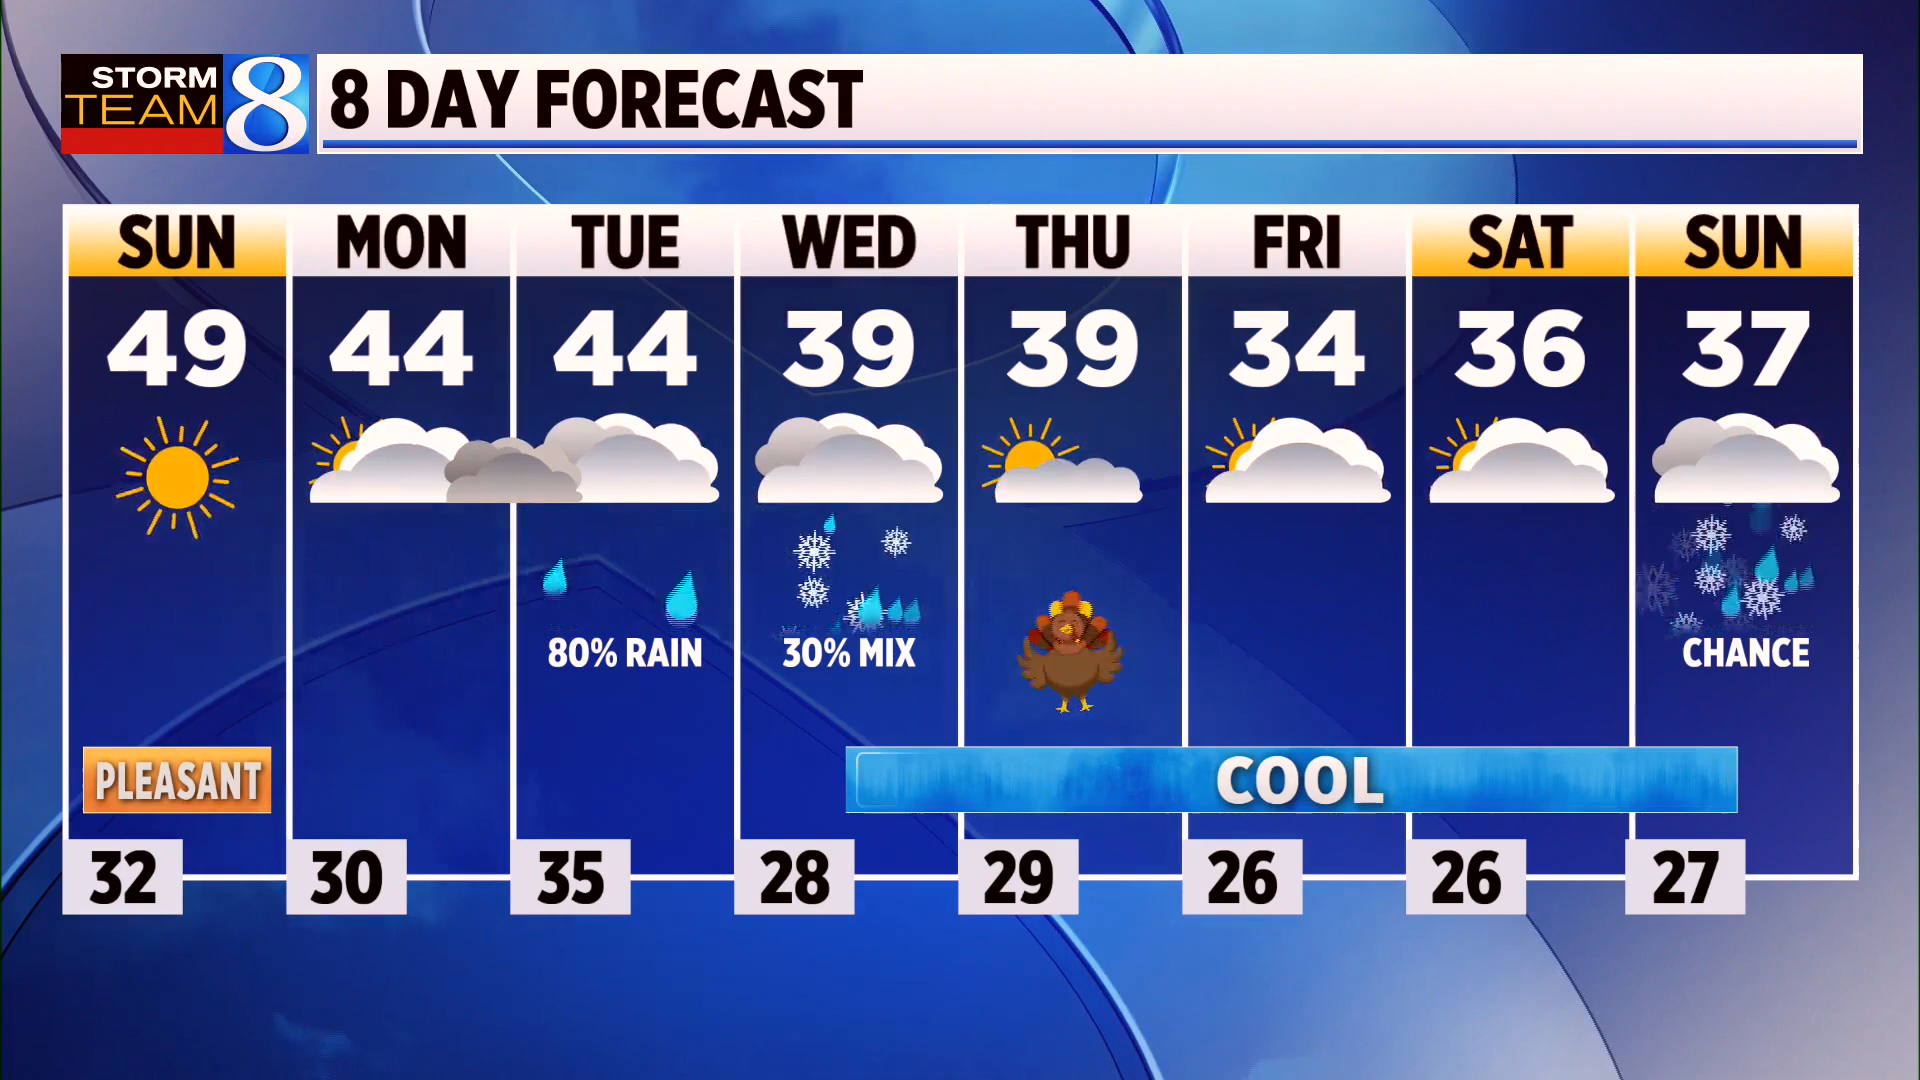 STORM
TEAM
8
8 DAY FORECAST
SUN MON TUE WED THU FRI SAT SUN
49 44 44 39 39 34 36 37
80% RAIN 30% MIX CHANCE
PLEASANT COOL
32 30 35 28 29 26 26 27